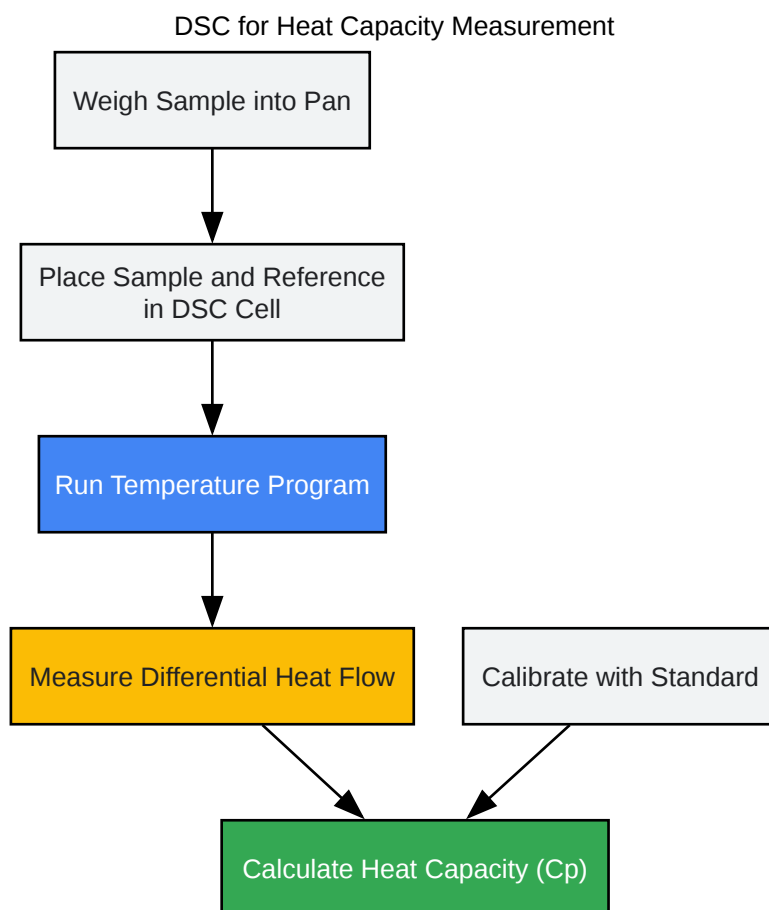 DSC for Heat Capacity Measurement
Weigh Sample into Pan
Place Sample and Reference
in DSC Cell
Run Temperature Program
Measure Differential Heat Flow
Calibrate with Standard
Calculate Heat Capacity (Cp)